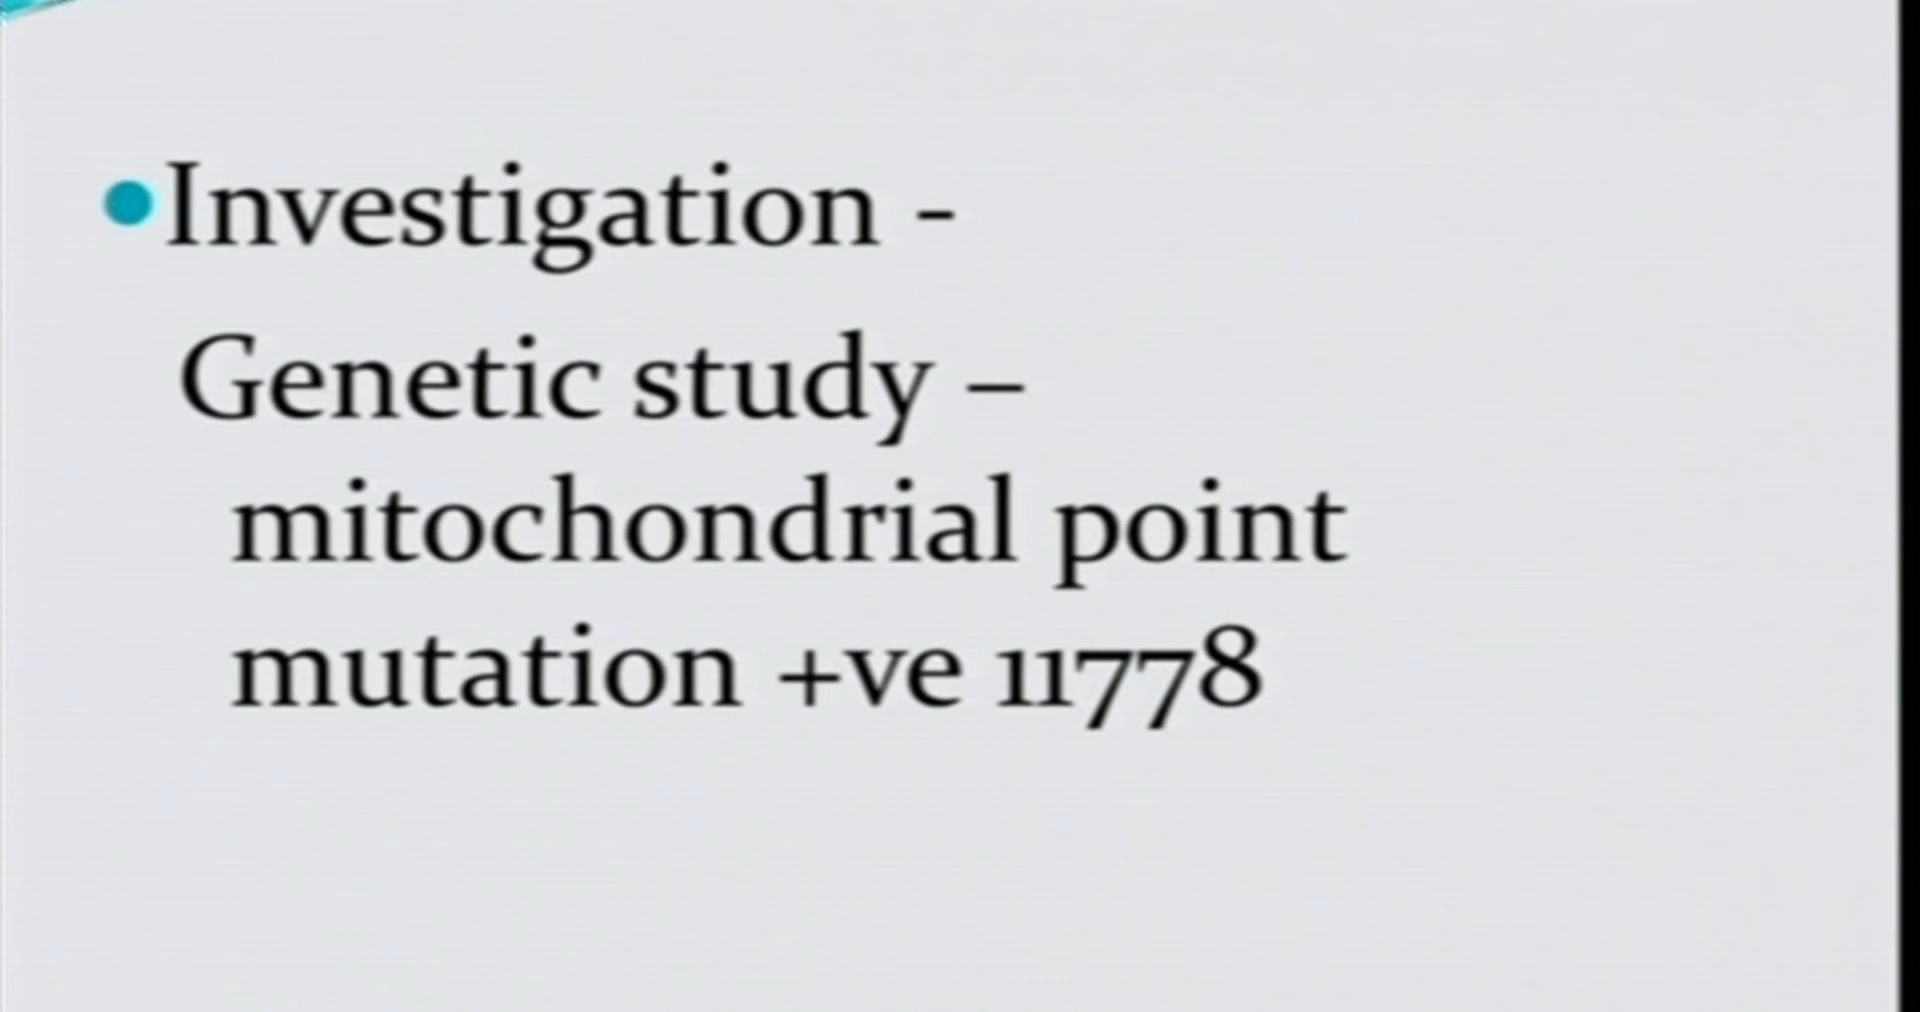 •Investigation -
Genetic study –
mitochondrial point
mutation +ve 11778